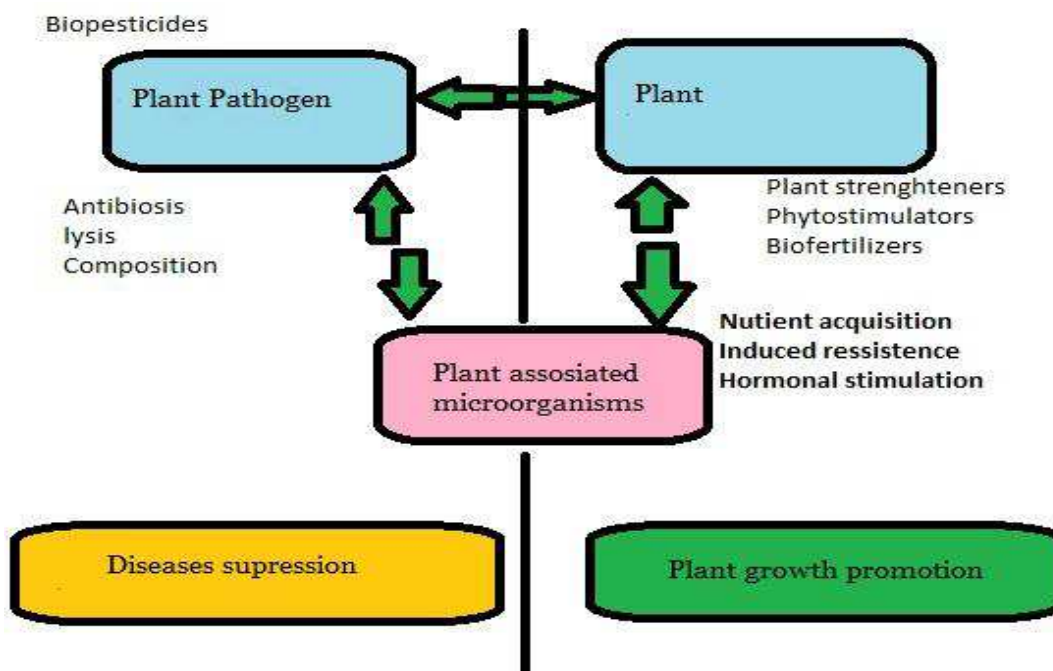 Biopesticides
Plant Pathogen
Plant
Antibiosis
lysis
Composition
Plant strenghteners
Phytostimulators
Biofertilizers
Nutient acquisition
Induced ressistence
Hormonal stimulation
Plant assosiated
microorganisms
Diseases supression
Plant growth promotion